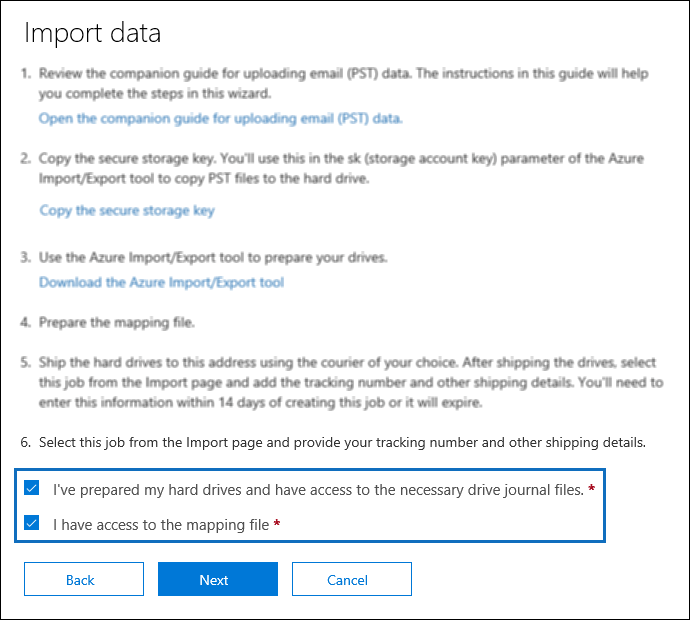 Import data
1. Review the companion guide for uploading email (PST) data. The instructions in this guide will help
you complete the steps in this wizard.
Open the companion guide for uploading email (PST) data.
2. Copy the secure storage key. You'll use this in the sk (storage account key) parameter of the Azure
Import/Export tool to copy PST files to the hard drive.
Copy the secure storage key
3. Use the Azure Import/Export tool to prepare your drives.
Download the Azure Import/Export tool
4. Prepare the mapping file.
5. Ship the hard drives to this address using the courier of your choice. After shipping the drives, select
this job from the Import page and add the tracking number and other shipping details. You'll need to
enter this information within 14 days of creating this job or it will expire.
6. Select this job from the Import page and provide your tracking number and other shipping details.
I've prepared my hard drives and have access to the necessary drive journal files. *
I have access to the mapping file *
Back Next Cancel